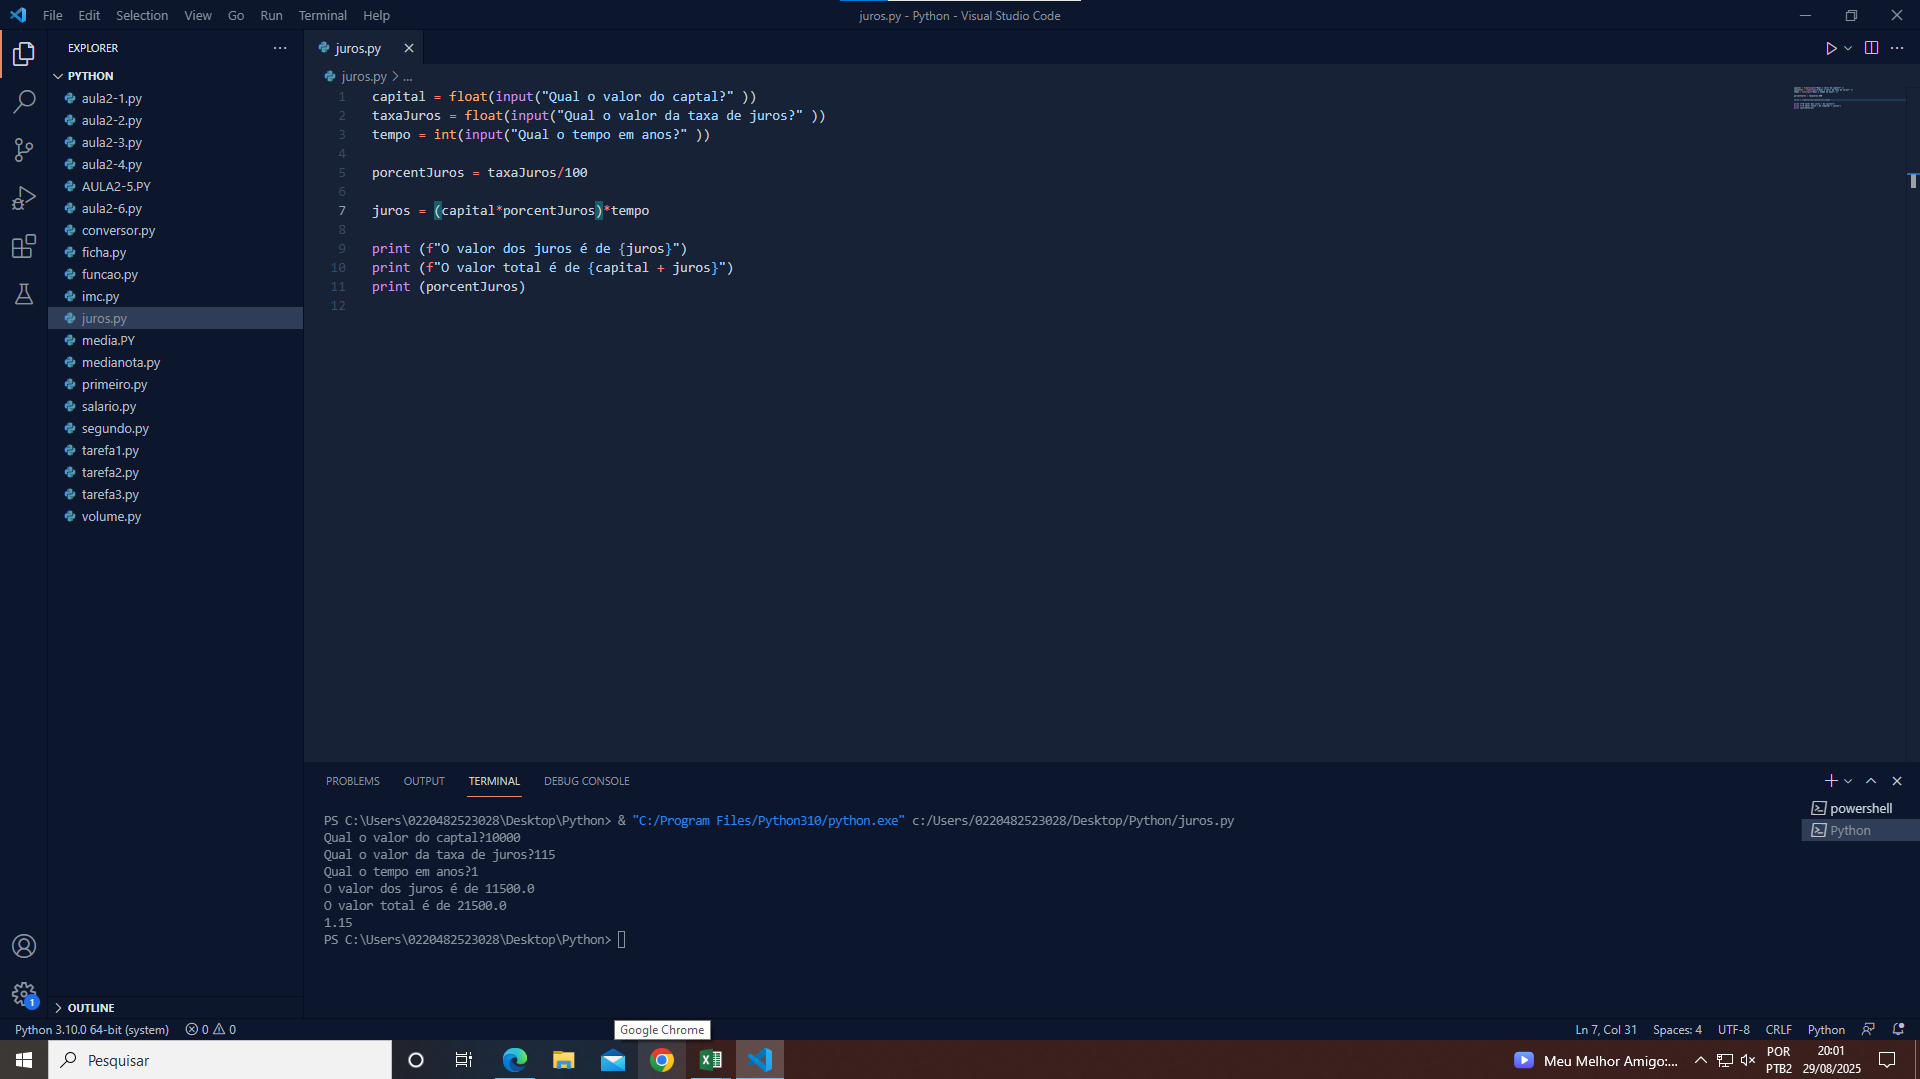 File Edit Selection View Go Run Terminal Help
juros.py - Python - Visual Studio Code
EXPLORER
PYTHON
aula2-1.py
aula2-2.py
aula2-3.py
aula2-4.py
AULA2-5.PY
aula2-6.py
conversor.py
ficha.py
funcao.py
imc.py
juros.py
media.PY
medianota.py
primeiro.py
salario.py
segundo.py
tarefa1.py
tarefa2.py
tarefa3.py
volume.py
OUTLINE
juros.py
juros.py > ...
1 capital = float(input("Qual o valor do captal?" ))
2 taxaJuros = float(input("Qual o valor da taxa de juros?" ))
3 tempo = int(input("Qual o tempo em anos?" ))
4
5 porcentJuros = taxaJuros/100
6
7 juros = (capital*porcentJuros)*tempo
8
9 print (f"O valor dos juros é de {juros}")
10 print (f"O valor total é de {capital + juros}")
11 print (porcentJuros)
12
PROBLEMS OUTPUT TERMINAL DEBUG CONSOLE
PS C:\Users\0220482523028\Desktop\Python> & "C:/Program Files/Python310/python.exe" c:/Users/0220482523028/Desktop/Python/juros.py
Qual o valor do captal?10000
Qual o valor da taxa de juros?115
Qual o tempo em anos?1
O valor dos juros é de 11500.0
O valor total é de 21500.0
1.15
PS C:\Users\0220482523028\Desktop\Python>
powershell
Python
1
Python 3.10.0 64-bit (system) 0 0
Google Chrome
Ln 7, Col 31 Spaces: 4 UTF-8 CRLF Python
Pesquisar
Meu Melhor Amigo:...
POR
PTB2
20:01
29/08/2025